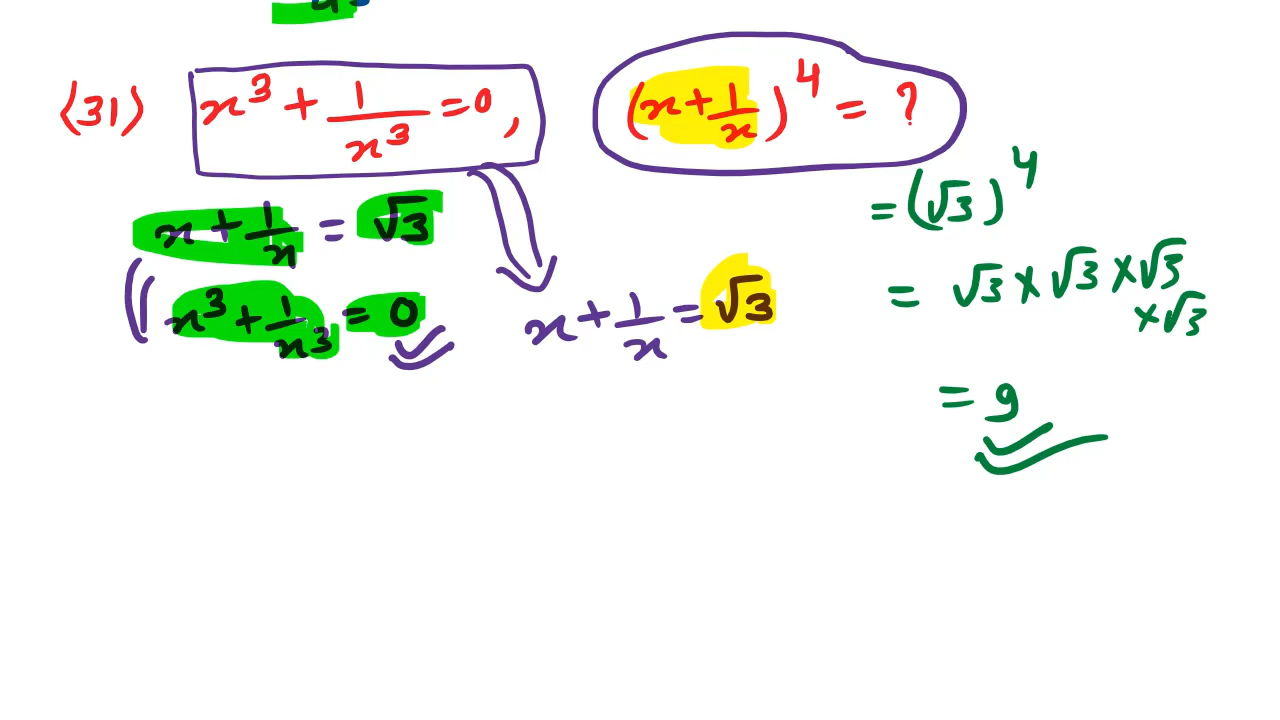 (31) x³ + 1/x³ = 0, (x + 1/x)⁴ = ?
x + 1/x = √3
x³ + 1/x³ = 0
x + 1/x = √3
= (√3)⁴
= √3 × √3 × √3
× √3
= 9